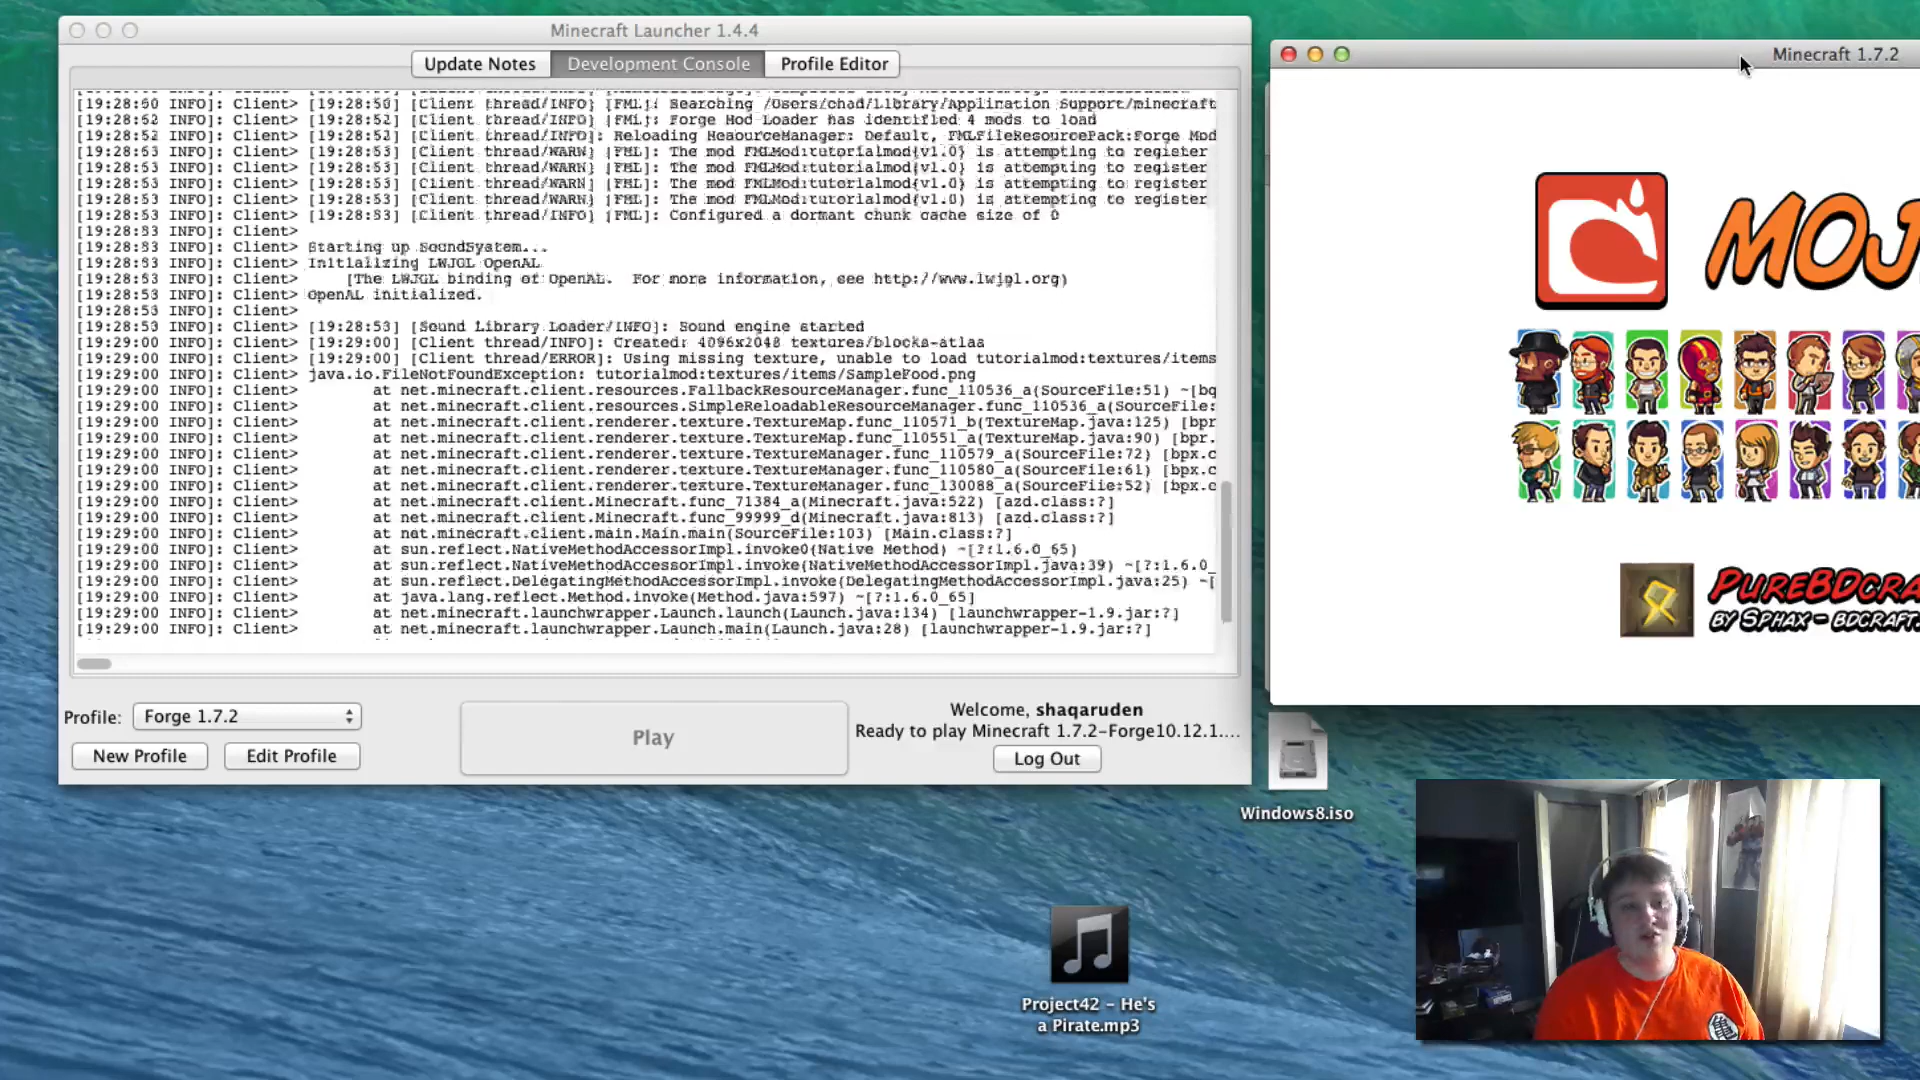 Minecraft Launcher 1.4.4
Update Notes
Development Console
Profile Editor
[19:28:50 INFO]: Client> [19:28:50] [Client thread/INFO] [FML]: Searching /Users/chad/Library/Application Support/minecraft
[19:28:52 INFO]: Client> [19:28:52] [Client thread/INFO] [FML]: Forge Mod Loader has identified 4 mods to load
[19:28:52 INFO]: Client> [19:28:52] [Client thread/INFO]: Reloading ResourceManager: Default, FMLFileResourcePack:Forge Mod
[19:28:53 INFO]: Client> [19:28:53] [Client thread/WARN] [FML]: The mod FMLMod:tutorialmod{v1.0} is attempting to register
[19:28:53 INFO]: Client> [19:28:53] [Client thread/WARN] [FML]: The mod FMLMod:tutorialmod{v1.0} is attempting to register
[19:28:53 INFO]: Client> [19:28:53] [Client thread/WARN] [FML]: The mod FMLMod:tutorialmod{v1.0} is attempting to register
[19:28:53 INFO]: Client> [19:28:53] [Client thread/WARN] [FML]: The mod FMLMod:tutorialmod{v1.0} is attempting to register
[19:28:53 INFO]: Client> [19:28:53] [Client thread/INFO] [FML]: Configured a dormant chunk cache size of 0
[19:28:53 INFO]: Client>
[19:28:53 INFO]: Client> Starting up SoundSystem...
[19:28:53 INFO]: Client> Initializing LWJGL OpenAL
[19:28:53 INFO]: Client> (The LWJGL binding of OpenAL. For more information, see http://www.lwjgl.org)
[19:28:53 INFO]: Client> OpenAL initialized.
[19:28:53 INFO]: Client>
[19:28:53 INFO]: Client> [19:28:53] [Sound Library Loader/INFO]: Sound engine started
[19:29:00 INFO]: Client> [19:29:00] [Client thread/INFO]: Created: 4096x2048 textures/blocks-atlas
[19:29:00 INFO]: Client> [19:29:00] [Client thread/ERROR]: Using missing texture, unable to load tutorialmod:textures/items
[19:29:00 INFO]: Client> java.io.FileNotFoundException: tutorialmod:textures/items/SampleFood.png
[19:29:00 INFO]: Client> at net.minecraft.client.resources.FallbackResourceManager.func_110536_a(SourceFile:51) ~[bq
[19:29:00 INFO]: Client> at net.minecraft.client.resources.SimpleReloadableResourceManager.func_110536_a(SourceFile:
[19:29:00 INFO]: Client> at net.minecraft.client.renderer.texture.TextureMap.func_110571_b(TextureMap.java:125) [bpr
[19:29:00 INFO]: Client> at net.minecraft.client.renderer.texture.TextureMap.func_110551_a(TextureMap.java:90) [bpr.
[19:29:00 INFO]: Client> at net.minecraft.client.renderer.texture.TextureManager.func_110579_a(SourceFile:72) [bpx.c
[19:29:00 INFO]: Client> at net.minecraft.client.renderer.texture.TextureManager.func_110580_a(SourceFile:61) [bpx.c
[19:29:00 INFO]: Client> at net.minecraft.client.renderer.texture.TextureManager.func_130088_a(SourceFile:52) [bpx.c
[19:29:00 INFO]: Client> at net.minecraft.client.Minecraft.func_71384_a(Minecraft.java:522) [azd.class:?]
[19:29:00 INFO]: Client> at net.minecraft.client.Minecraft.func_99999_d(Minecraft.java:813) [azd.class:?]
[19:29:00 INFO]: Client> at net.minecraft.client.main.Main.main(SourceFile:103) [Main.class:?]
[19:29:00 INFO]: Client> at sun.reflect.NativeMethodAccessorImpl.invoke0(Native Method) ~[?:1.6.0_65]
[19:29:00 INFO]: Client> at sun.reflect.NativeMethodAccessorImpl.invoke(NativeMethodAccessorImpl.java:39) ~[?:1.6.0
[19:29:00 INFO]: Client> at sun.reflect.DelegatingMethodAccessorImpl.invoke(DelegatingMethodAccessorImpl.java:25) ~[
[19:29:00 INFO]: Client> at java.lang.reflect.Method.invoke(Method.java:597) ~[?:1.6.0_65]
[19:29:00 INFO]: Client> at net.minecraft.launchwrapper.Launch.launch(Launch.java:134) [launchwrapper-1.9.jar:?]
[19:29:00 INFO]: Client> at net.minecraft.launchwrapper.Launch.main(Launch.java:28) [launchwrapper-1.9.jar:?]
Profile: Forge 1.7.2
New Profile
Edit Profile
Play
Welcome, shaqaruden
Ready to play Minecraft 1.7.2-Forge10.12.1....
Log Out
Minecraft 1.7.2
MOJ
PUREBDCRA
BY SPHAX - BDCRAFT.
Windows8.iso
Project42 - He's
a Pirate.mp3